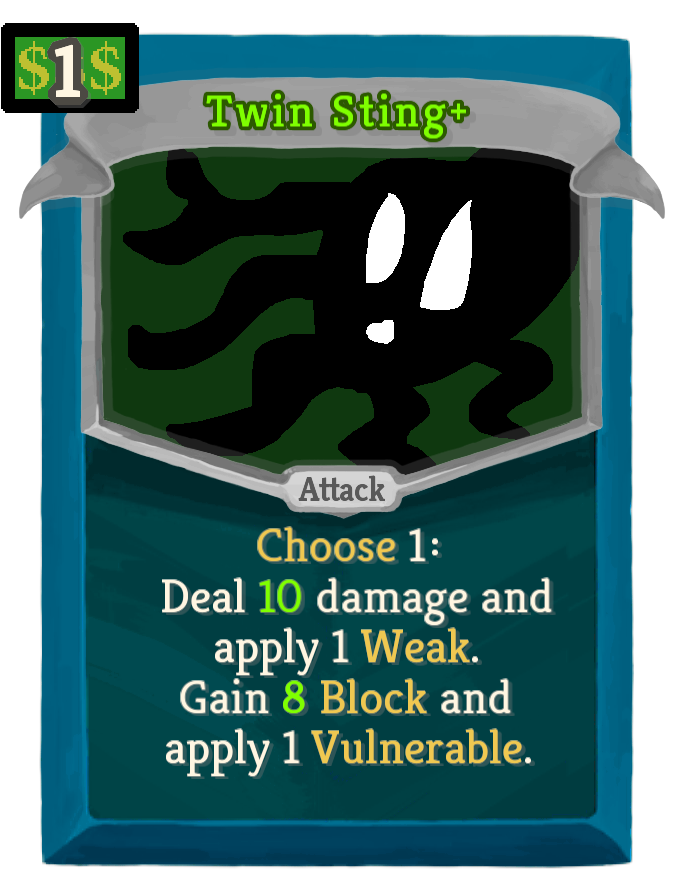 $1$
Twin Sting+
Attack
Choose 1:
Deal 10 damage and
apply 1 Weak.
Gain 8 Block and
apply 1 Vulnerable.